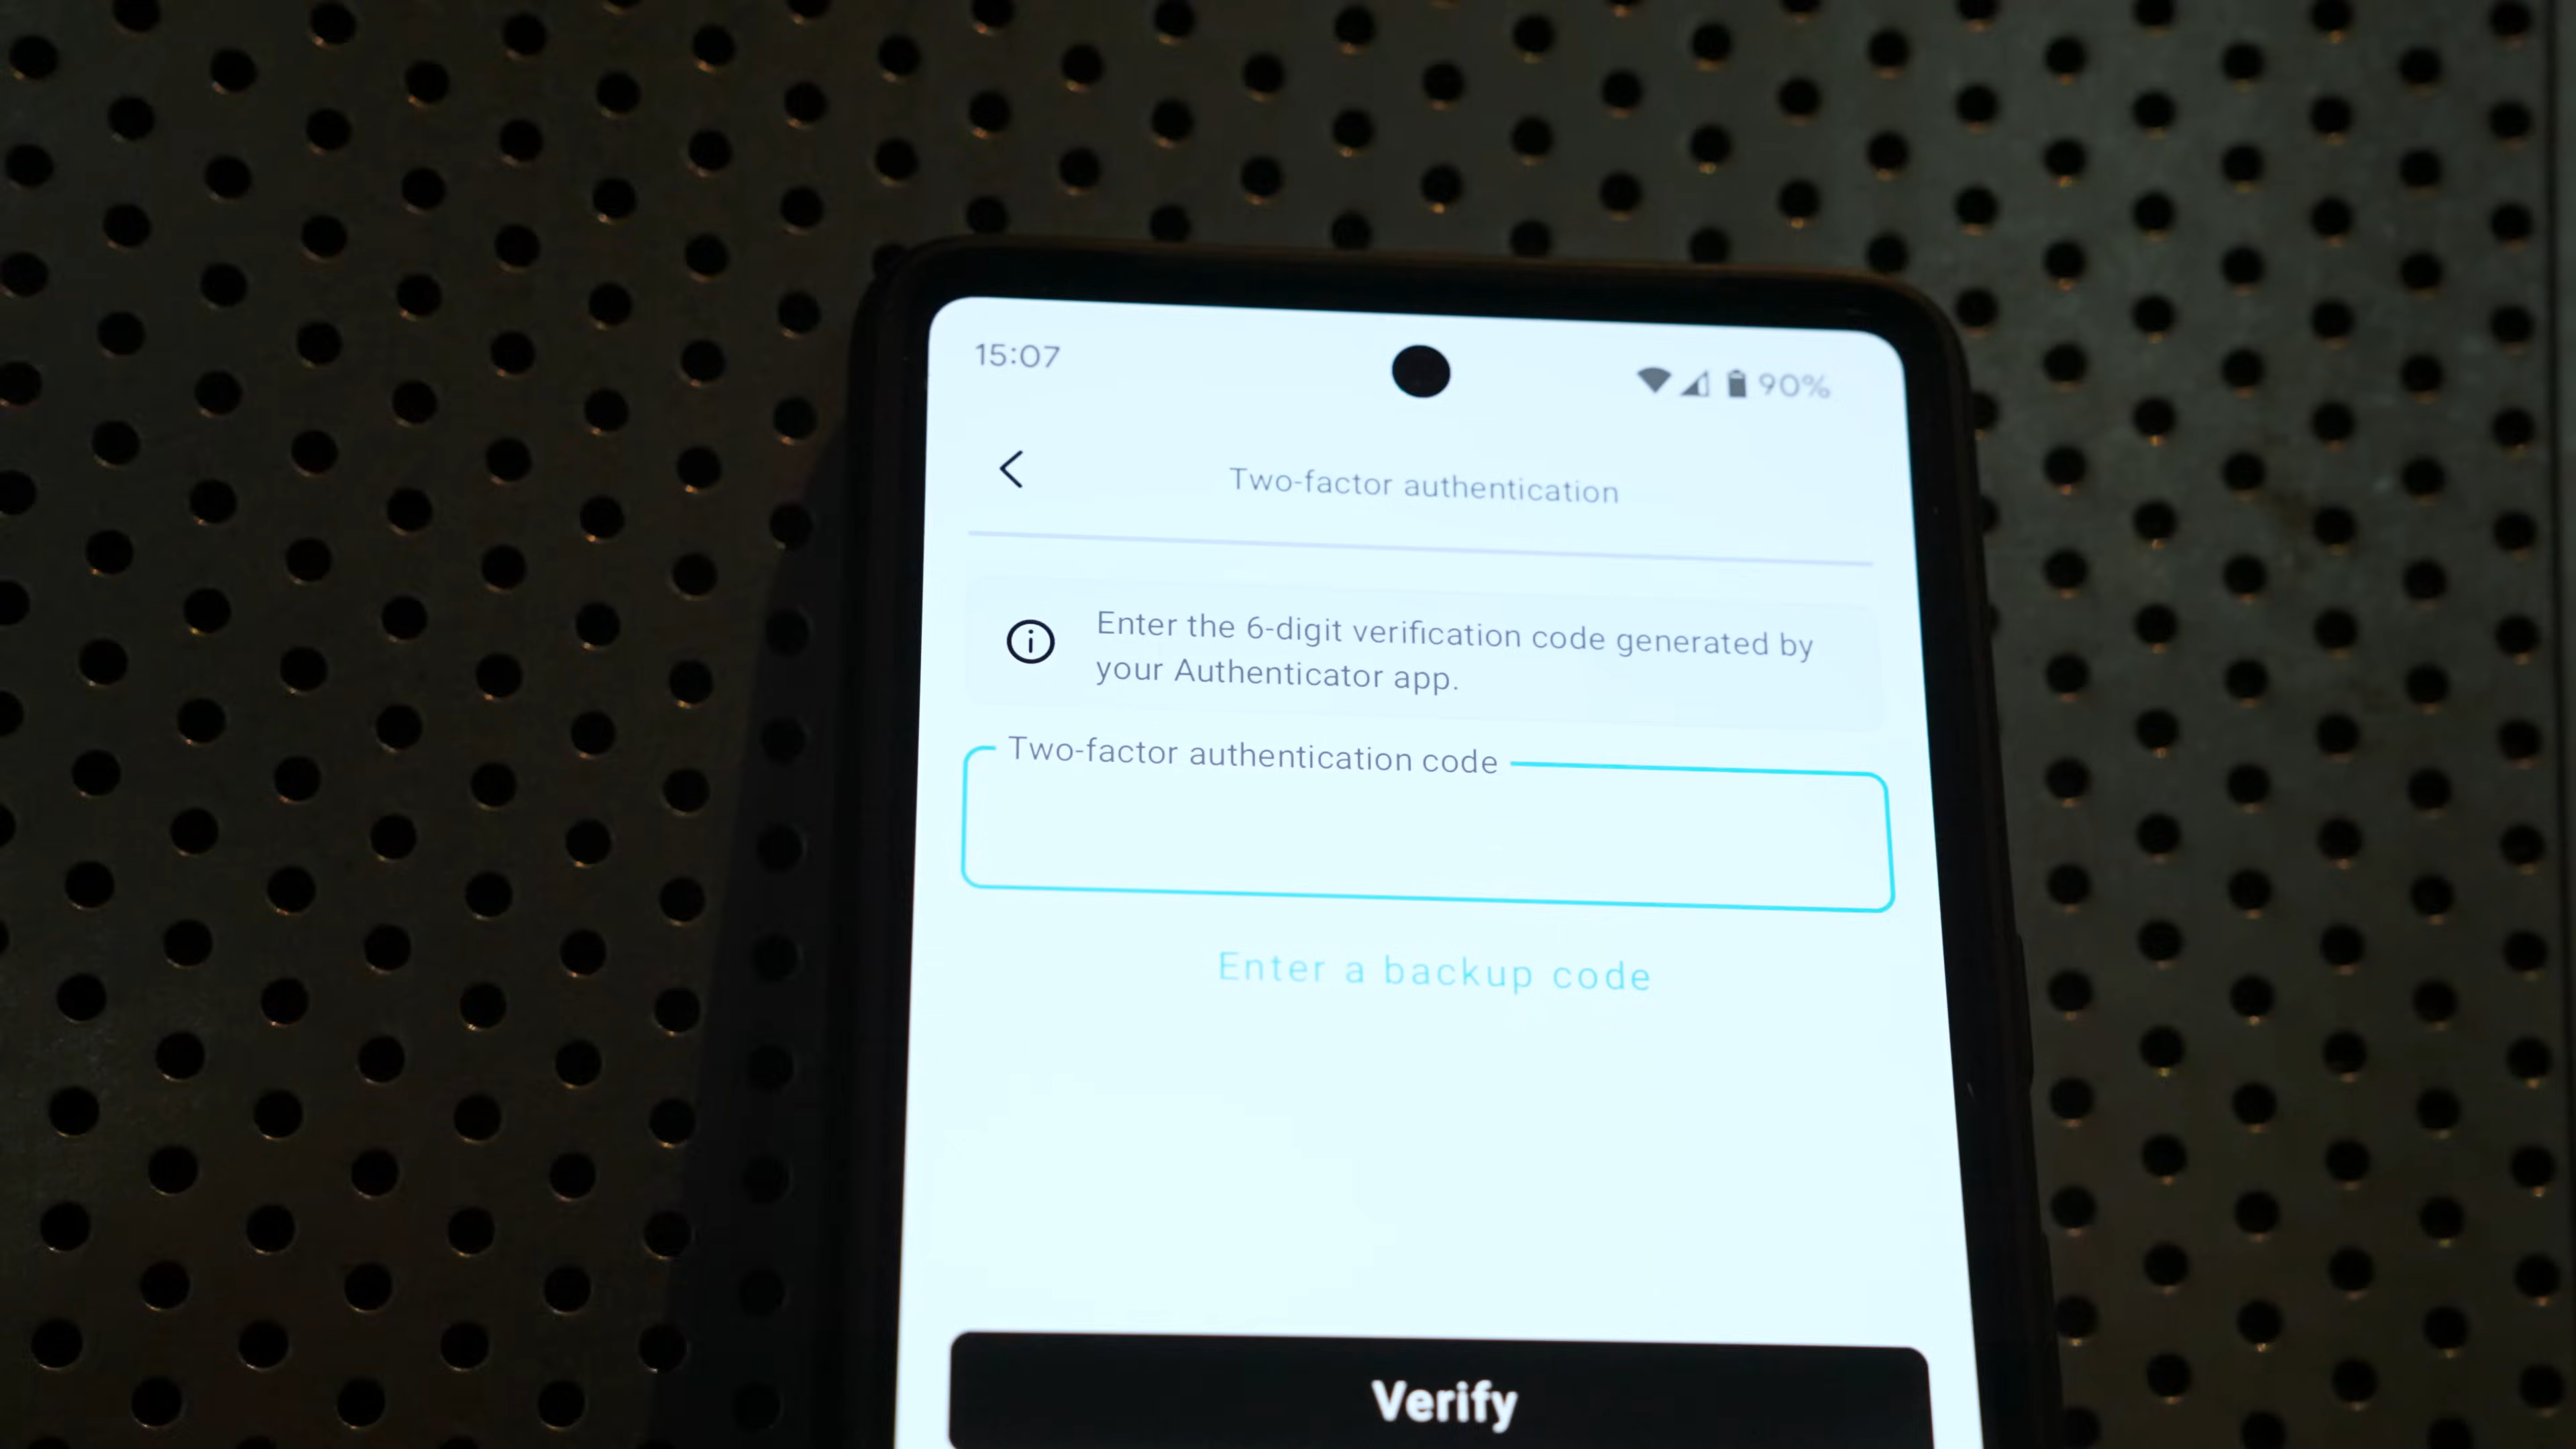 15:07
90%
Two-factor authentication
Enter the 6-digit verification code generated by
your Authenticator app.
Two-factor authentication code
Enter a backup code
Verify